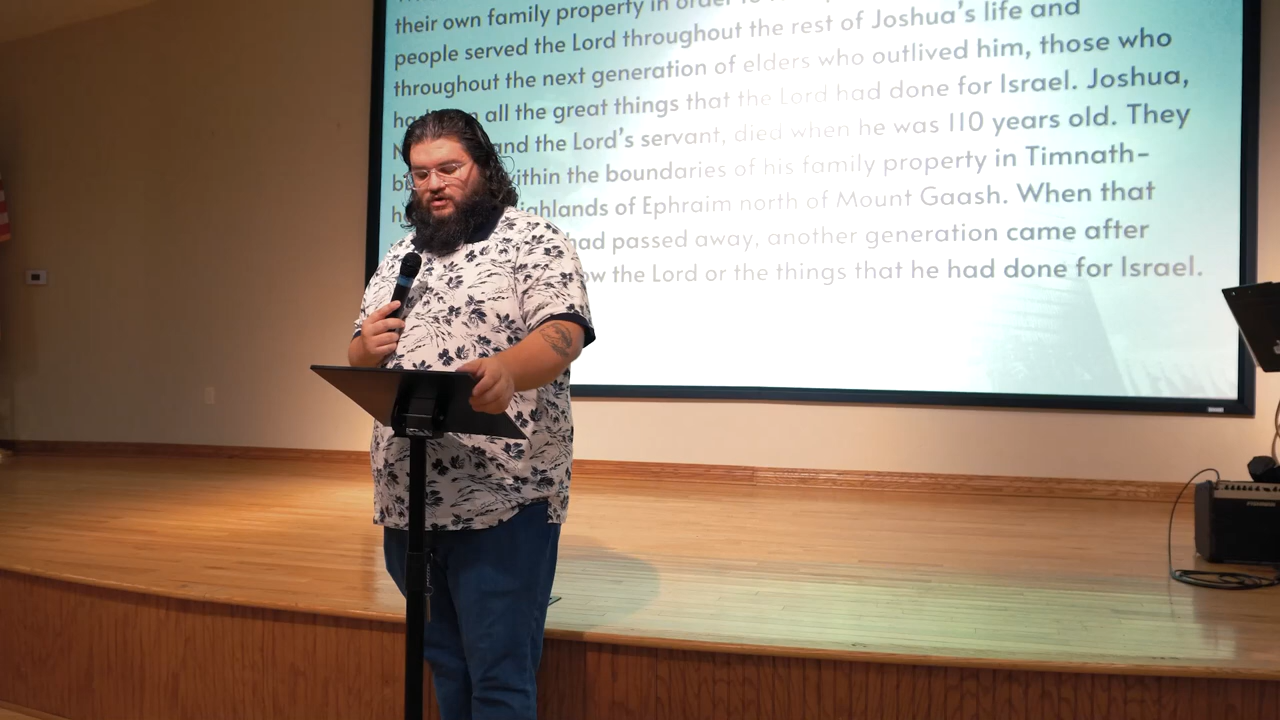 their own family property in order to
people served the Lord throughout the rest of Joshua's life and
throughout the next generation of elders who outlived him, those who
all the great things that the Lord had done for Israel. Joshua,
and the Lord's servant, died when he was 110 years old. They
within the boundaries of his family property in Timnath-
highlands of Ephraim north of Mount Gaash. When that
had passed away, another generation came after
the Lord or the things that he had done for Israel.